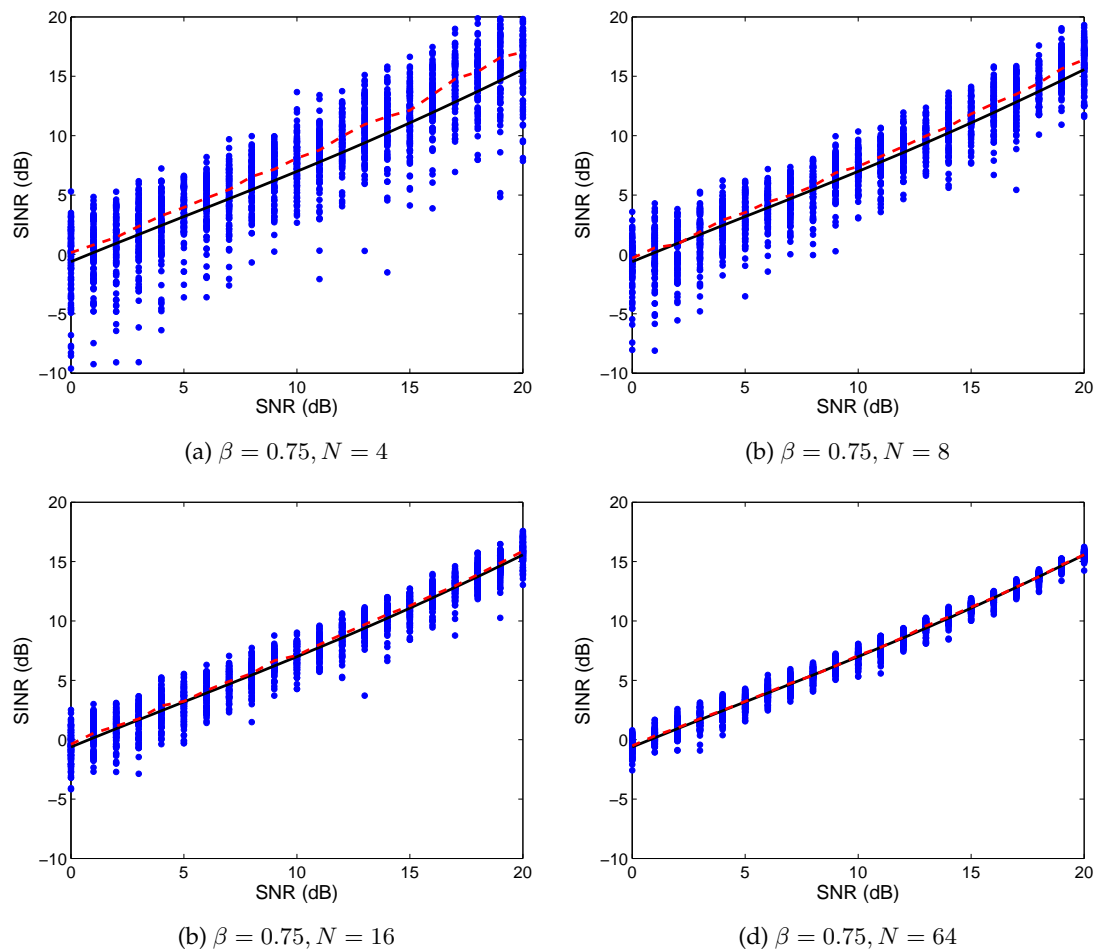 20
15
10
5
0
−5
−10
SINR (dB)
0 5 10 15 20
SNR (dB)
(a) β = 0.75, N = 4
20
15
10
5
0
−5
−10
SINR (dB)
0 5 10 15 20
SNR (dB)
(b) β = 0.75, N = 8
20
15
10
5
0
−5
−10
SINR (dB)
0 5 10 15 20
SNR (dB)
(b) β = 0.75, N = 16
20
15
10
5
0
−5
−10
SINR (dB)
0 5 10 15 20
SNR (dB)
(d) β = 0.75, N = 64